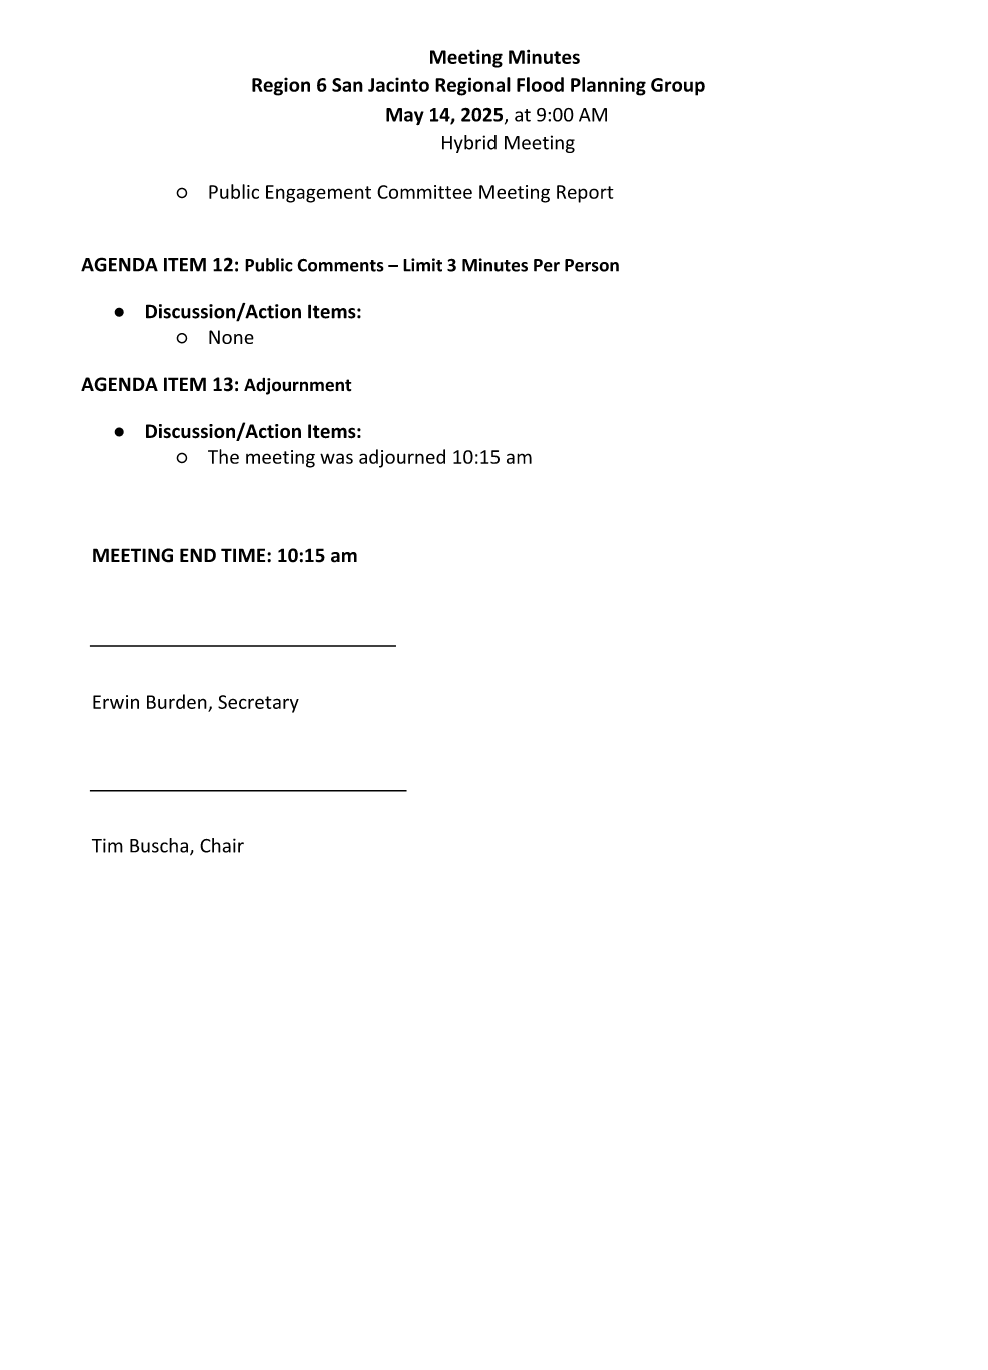 Meeting Minutes
Region 6 San Jacinto Regional Flood Planning Group
May 14, 2025, at 9:00 AM
Hybrid Meeting
○ Public Engagement Committee Meeting Report
AGENDA ITEM 12: Public Comments – Limit 3 Minutes Per Person
● Discussion/Action Items:
○ None
AGENDA ITEM 13: Adjournment
● Discussion/Action Items:
○ The meeting was adjourned 10:15 am
MEETING END TIME: 10:15 am
Erwin Burden, Secretary
Tim Buscha, Chair